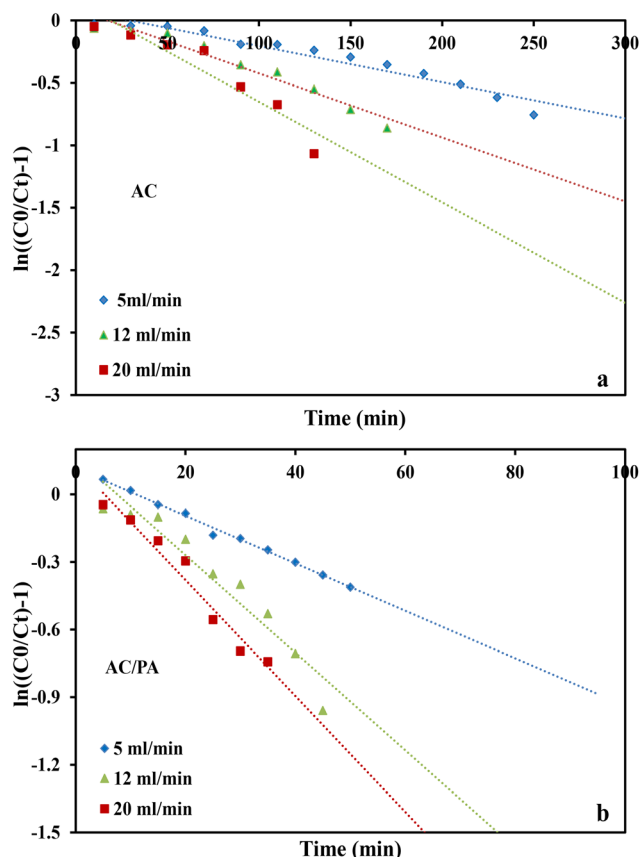 0 50 100 150 200 250 300
0
-0.5
-1
-1.5
-2
-2.5
-3
ln((C0/Ct)-1)
AC
5ml/min
12 ml/min
20 ml/min
a
Time (min)
0 20 40 60 80 100
0
-0.3
-0.6
-0.9
-1.2
-1.5
ln((C0/Ct)-1)
AC/PA
5 ml/min
12 ml/min
20 ml/min
b
Time (min)